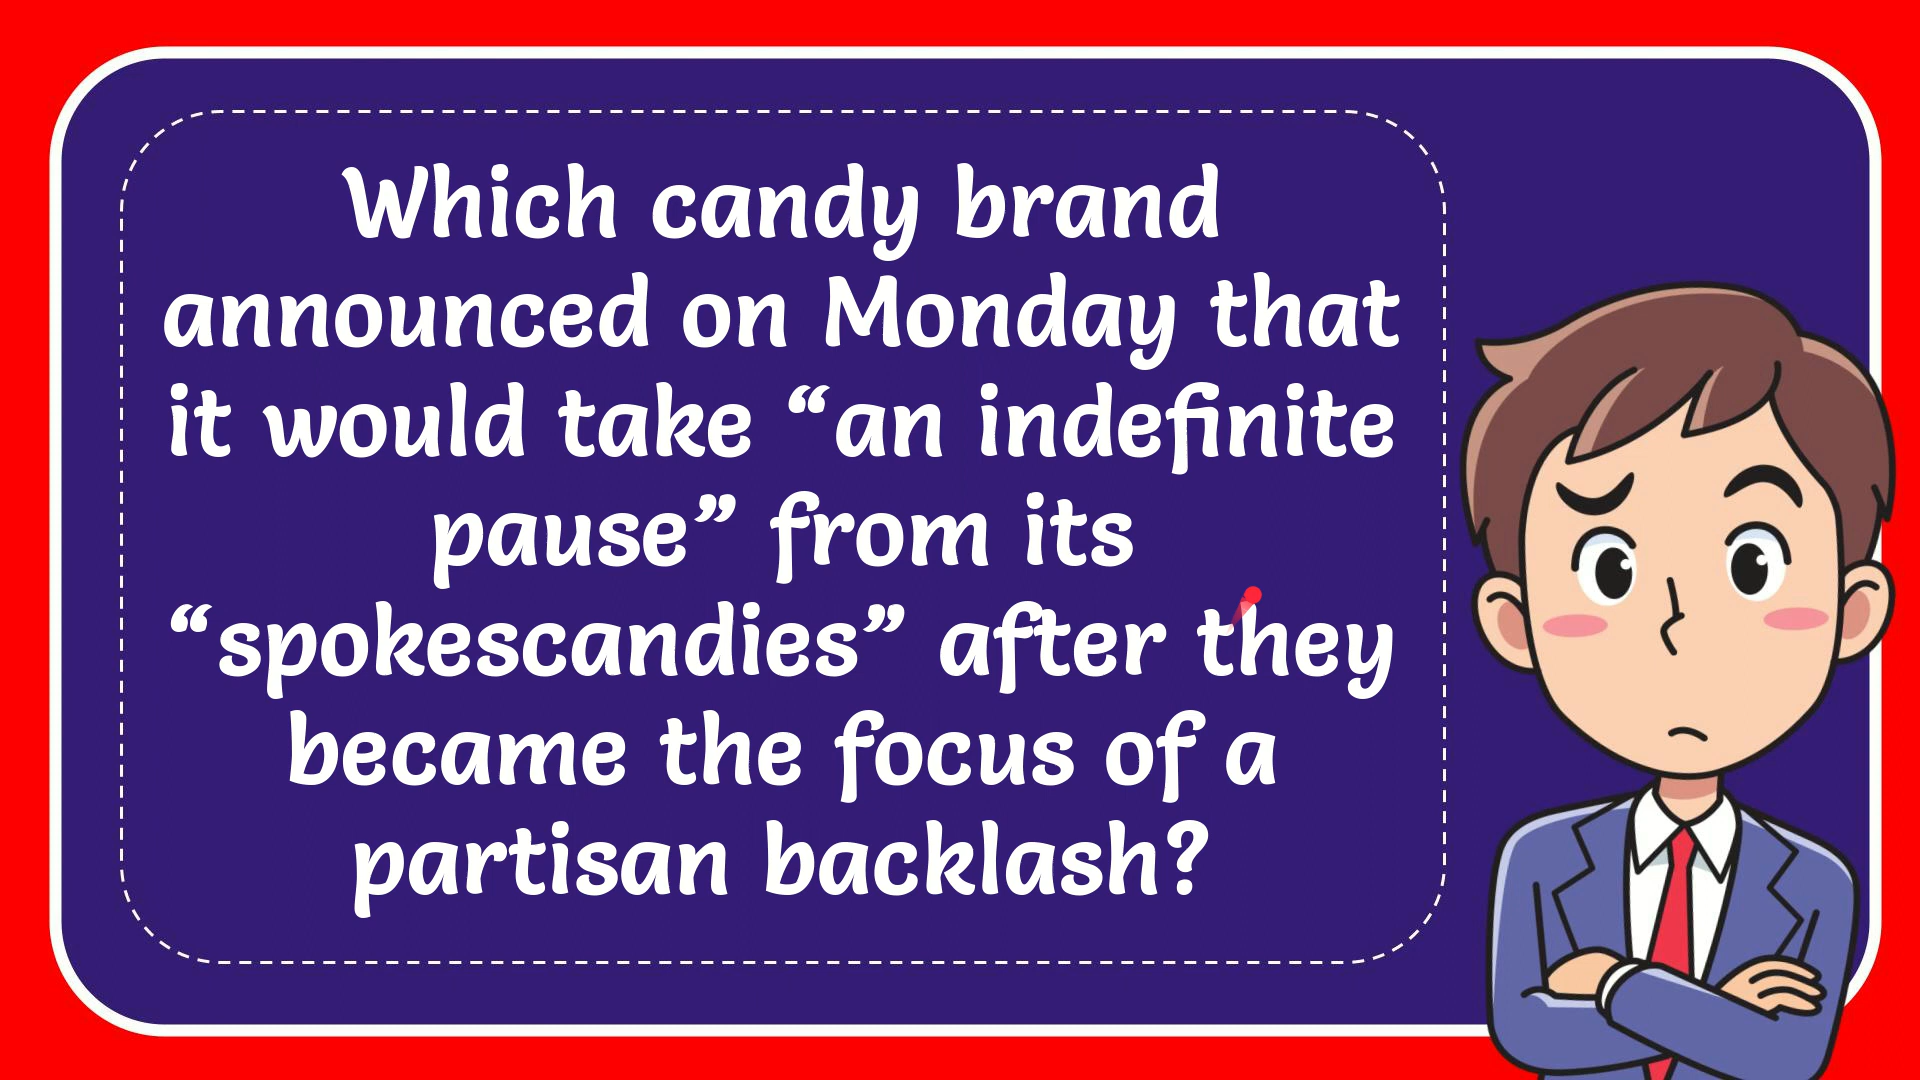 Which candy brand
announced on Monday that
it would take “an indefinite
pause” from its
“spokescandies” after they
became the focus of a
partisan backlash?